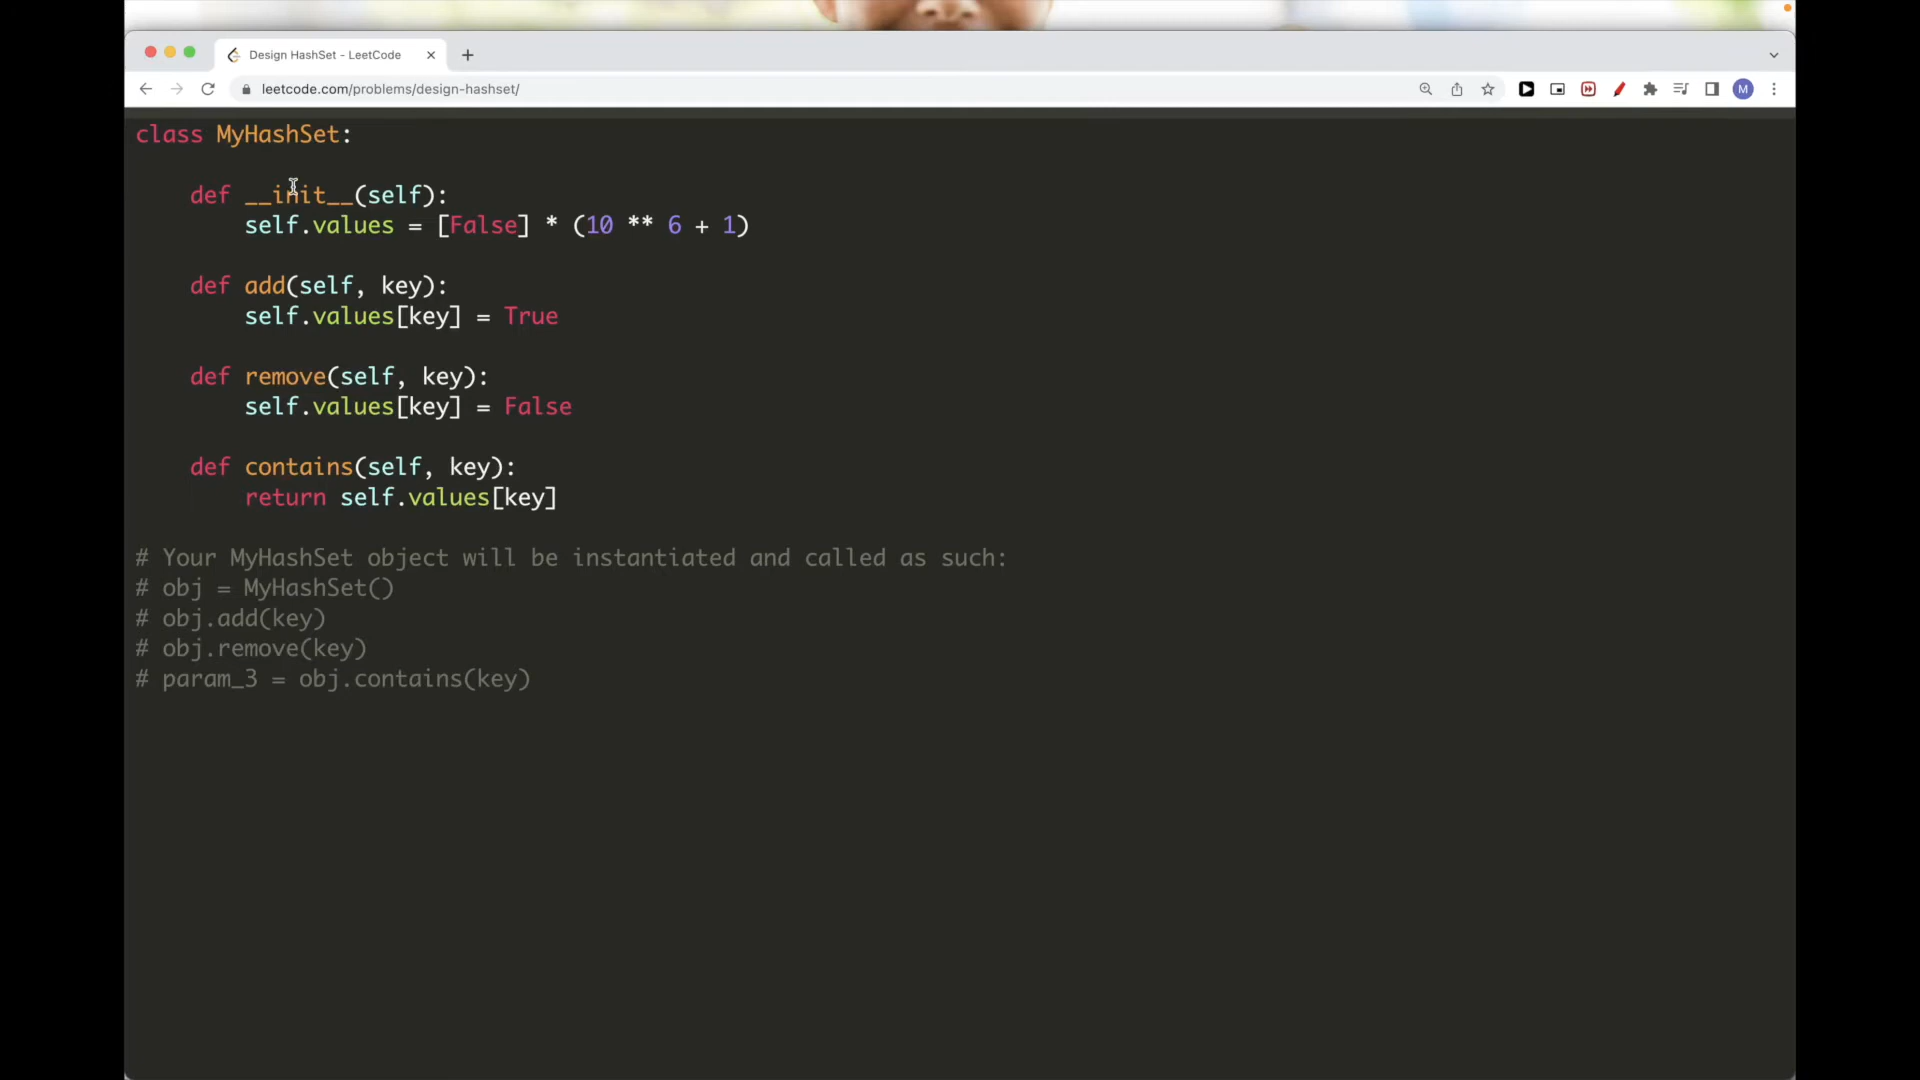 Design HashSet - LeetCode
leetcode.com/problems/design-hashset/
M
class MyHashSet:
    def __init__(self):
        self.values = [False] * (10 ** 6 + 1)
    def add(self, key):
        self.values[key] = True
    def remove(self, key):
        self.values[key] = False
    def contains(self, key):
        return self.values[key]
# Your MyHashSet object will be instantiated and called as such:
# obj = MyHashSet()
# obj.add(key)
# obj.remove(key)
# param_3 = obj.contains(key)